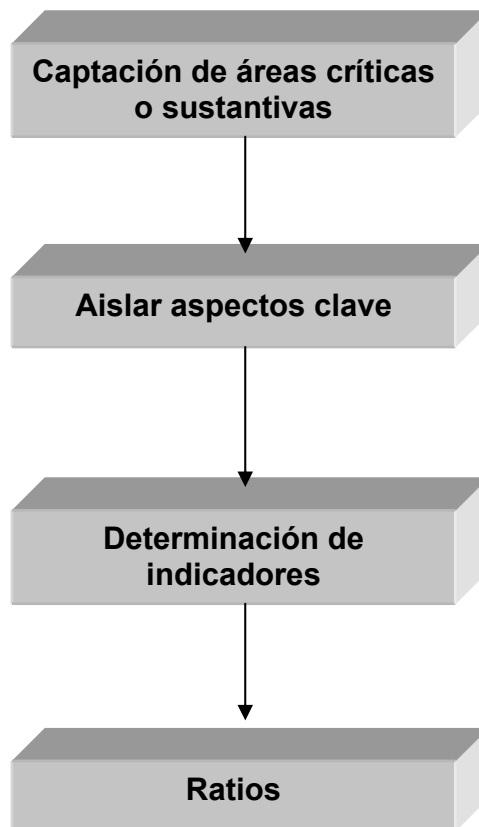 Captación de áreas críticas
o sustantivas
Aislar aspectos clave
Determinación de
indicadores
Ratios